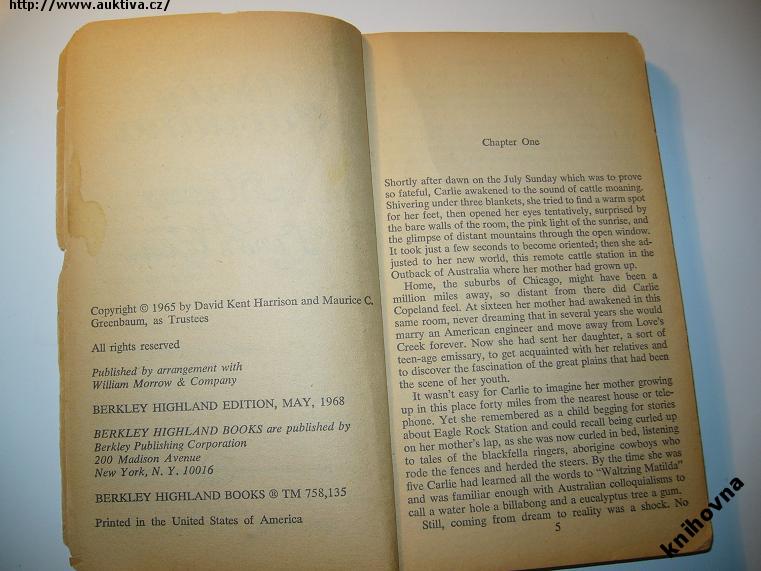 http://www.auktiva.cz/
Copyright © 1965 by David Kent Harrison and Maurice C.
Greenbaum, as Trustees
All rights reserved
Published by arrangement with
William Morrow & Company
BERKLEY HIGHLAND EDITION, MAY, 1968
BERKLEY HIGHLAND BOOKS are published by
Berkley Publishing Corporation
200 Madison Avenue
New York, N. Y. 10016
BERKLEY HIGHLAND BOOKS ® TM 758,135
Printed in the United States of America
Chapter One
Shortly after dawn on the July Sunday which was to prove
so fateful, Carlie awakened to the sound of cattle moaning.
Shivering under three blankets, she tried to find a warm spot
for her feet, then opened her eyes tentatively, surprised by
the bare walls of the room, the pink light of the sunrise, and
the glimpse of distant mountains through the open window.
It took just a few seconds to become oriented; then she ad-
justed to her new world, this remote cattle station in the
Outback of Australia where her mother had grown up.
Home, the suburbs of Chicago, might have been a
million miles away, so distant from there did Carlie
Copeland feel. At sixteen her mother had awakened in this
same room, never dreaming that in several years she would
marry an American engineer and move away from Love's
Creek forever. Now she had sent her daughter, a sort of
teen-age emissary, to get acquainted with her relatives and
to discover the fascination of the great plains that had been
the scene of her youth.
It wasn't easy for Carlie to imagine her mother growing
up in this place forty miles from the nearest house or tele-
phone. Yet she remembered as a child begging for stories
about Eagle Rock Station and could recall being curled up
on her mother's lap, as she was now curled in bed, listening
to tales of the blackfella ringers, aborigine cowboys who
rode the fences and herded the steers. By the time she was
five Carlie had learned all the words to "Waltzing Matilda"
and was familiar enough with Australian colloquialisms to
call a water hole a billabong and a eucalyptus tree a gum.
Still, coming from dream to reality was a shock. No
5
knihovna